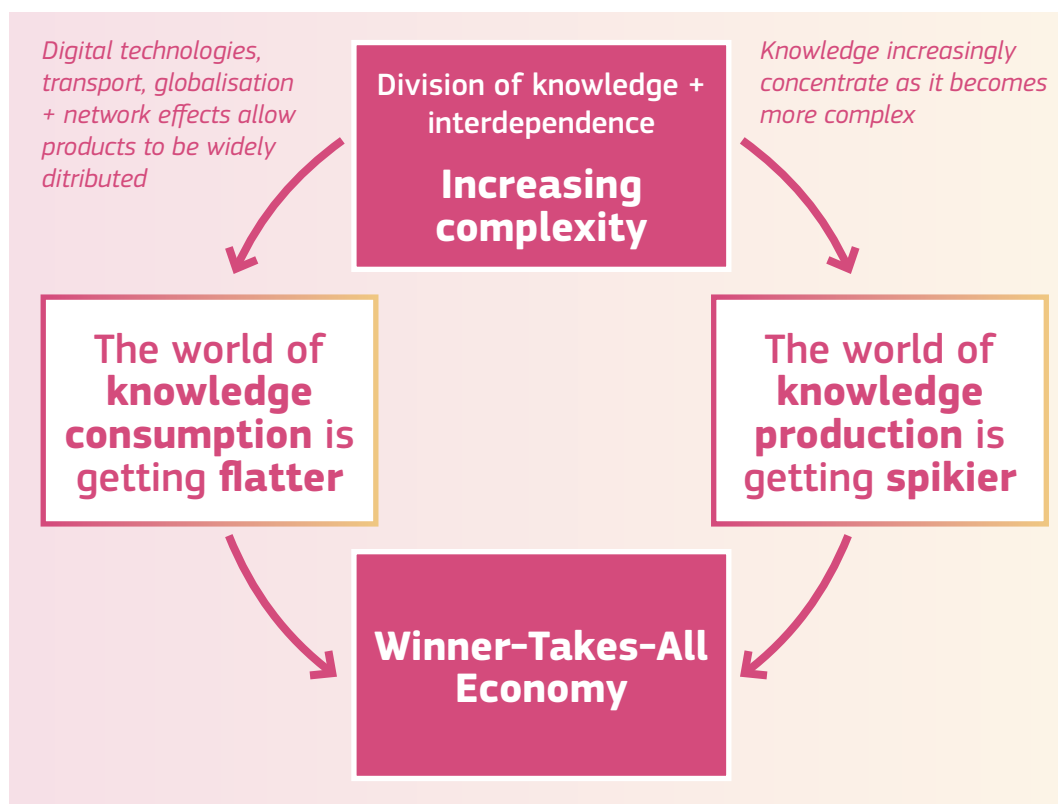 Digital technologies,
transport, globalisation
+ network effects allow
products to be widely
ditributed
Division of knowledge +
interdependence
Increasing
complexity
Knowledge increasingly
concentrate as it becomes
more complex
The world of
knowledge
consumption is
getting flatter
The world of
knowledge
production is
getting spikier
Winner-Takes-All
Economy